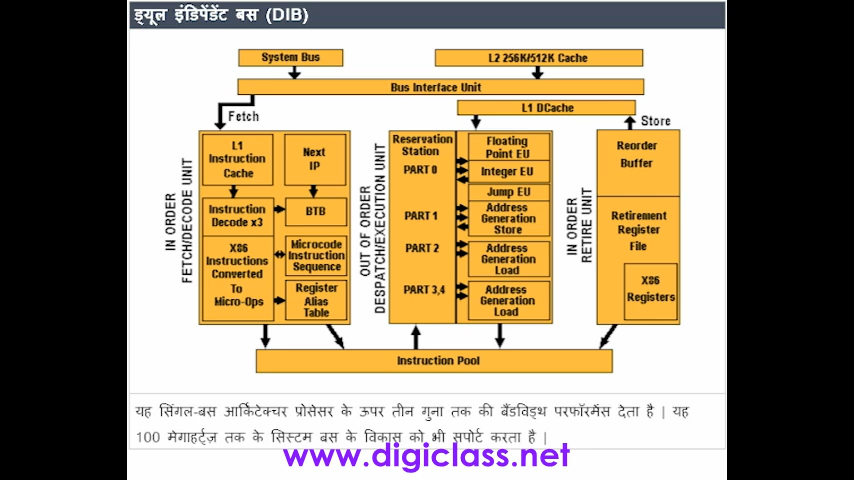 ड्यूल इंडिपेंडेंट बस (DIB)
System Bus
L2 256K/512K Cache
Bus Interface Unit
L1 DCache
Fetch
Store
IN ORDER
FETCH/DECODE UNIT
L1
Instruction
Cache
Next
IP
Instruction
Decode x3
BTB
X86
Instructions
Converted
To
Micro-Ops
Microcode
Instruction
Sequence
Register
Alias
Table
OUT OF ORDER
DESPATCH/EXECUTION UNIT
Reservation
Station
PART 0
PART 1
PART 2
PART 3,4
Floating
Point EU
Integer EU
Jump EU
Address
Generation
Store
Address
Generation
Load
Address
Generation
Load
IN ORDER
RETIRE UNIT
Reorder
Buffer
Retirement
Register
File
X86
Registers
Instruction Pool
यह सिंगल-बस आर्किटेक्चर प्रोसेसर के ऊपर तीन गुना तक की बैंडविड्थ परफॉरमेंस देता है | यह
100 मेगाहर्ट्ज़ तक के सिस्टम बस के विकास को भी सपोर्ट करता है |
www.digiclass.net